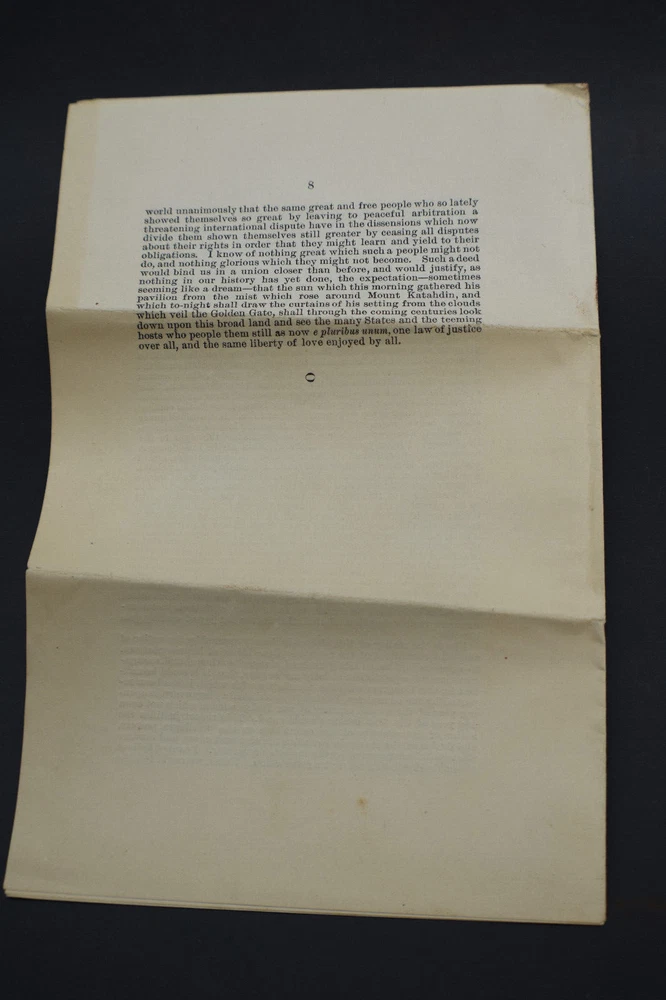 8
world unanimously that the same great and free people who so lately
showed themselves so great by leaving to peaceful arbitration a
threatening international dispute have in the dissensions which now
divide them shown themselves still greater by ceasing all disputes
about their rights in order that they might learn and yield to their
obligations. I know of nothing great which such a people might not
do, and nothing glorious which they might not become. Such a deed
would bind us in a union closer than before, and would justify, as
nothing in our history has yet done, the expectation—sometimes
seeming like a dream—that the sun which this morning gathered his
pavilion from the mist which rose around Mount Katahdin, and
which to-night shall draw the curtains of his setting from the clouds
which veil the Golden Gate, shall through the coming centuries look
down upon this broad land and see the many States and the teeming
hosts who people them still as now e pluribus unum, one law of justice
over all, and the same liberty of love enjoyed by all.
O